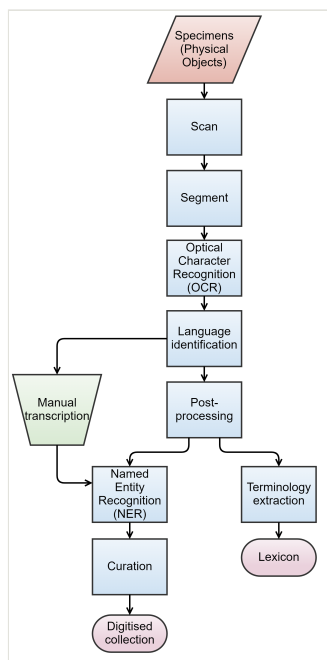 Specimens
(Physical
Objects)
Scan
Segment
Optical
Character
Recognition
(OCR)
Language
identification
Manual
transcription
Post-
processing
Named
Entity
Recognition
(NER)
Terminology
extraction
Curation
Lexicon
Digitised
collection